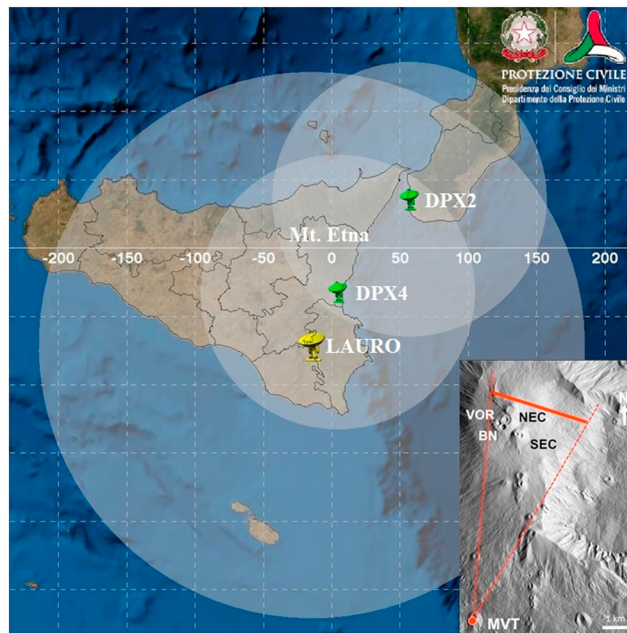 PROTEZIONE CIVILE
Presidenza del Consiglio dei Ministri
Dipartimento della Protezione Civile
DPX2
Mt. Etna
-200 -150 -100 -50 0 50 100 150 200
DPX4
LAURO
N
VOR NEC
BN SEC
MVT 1 km